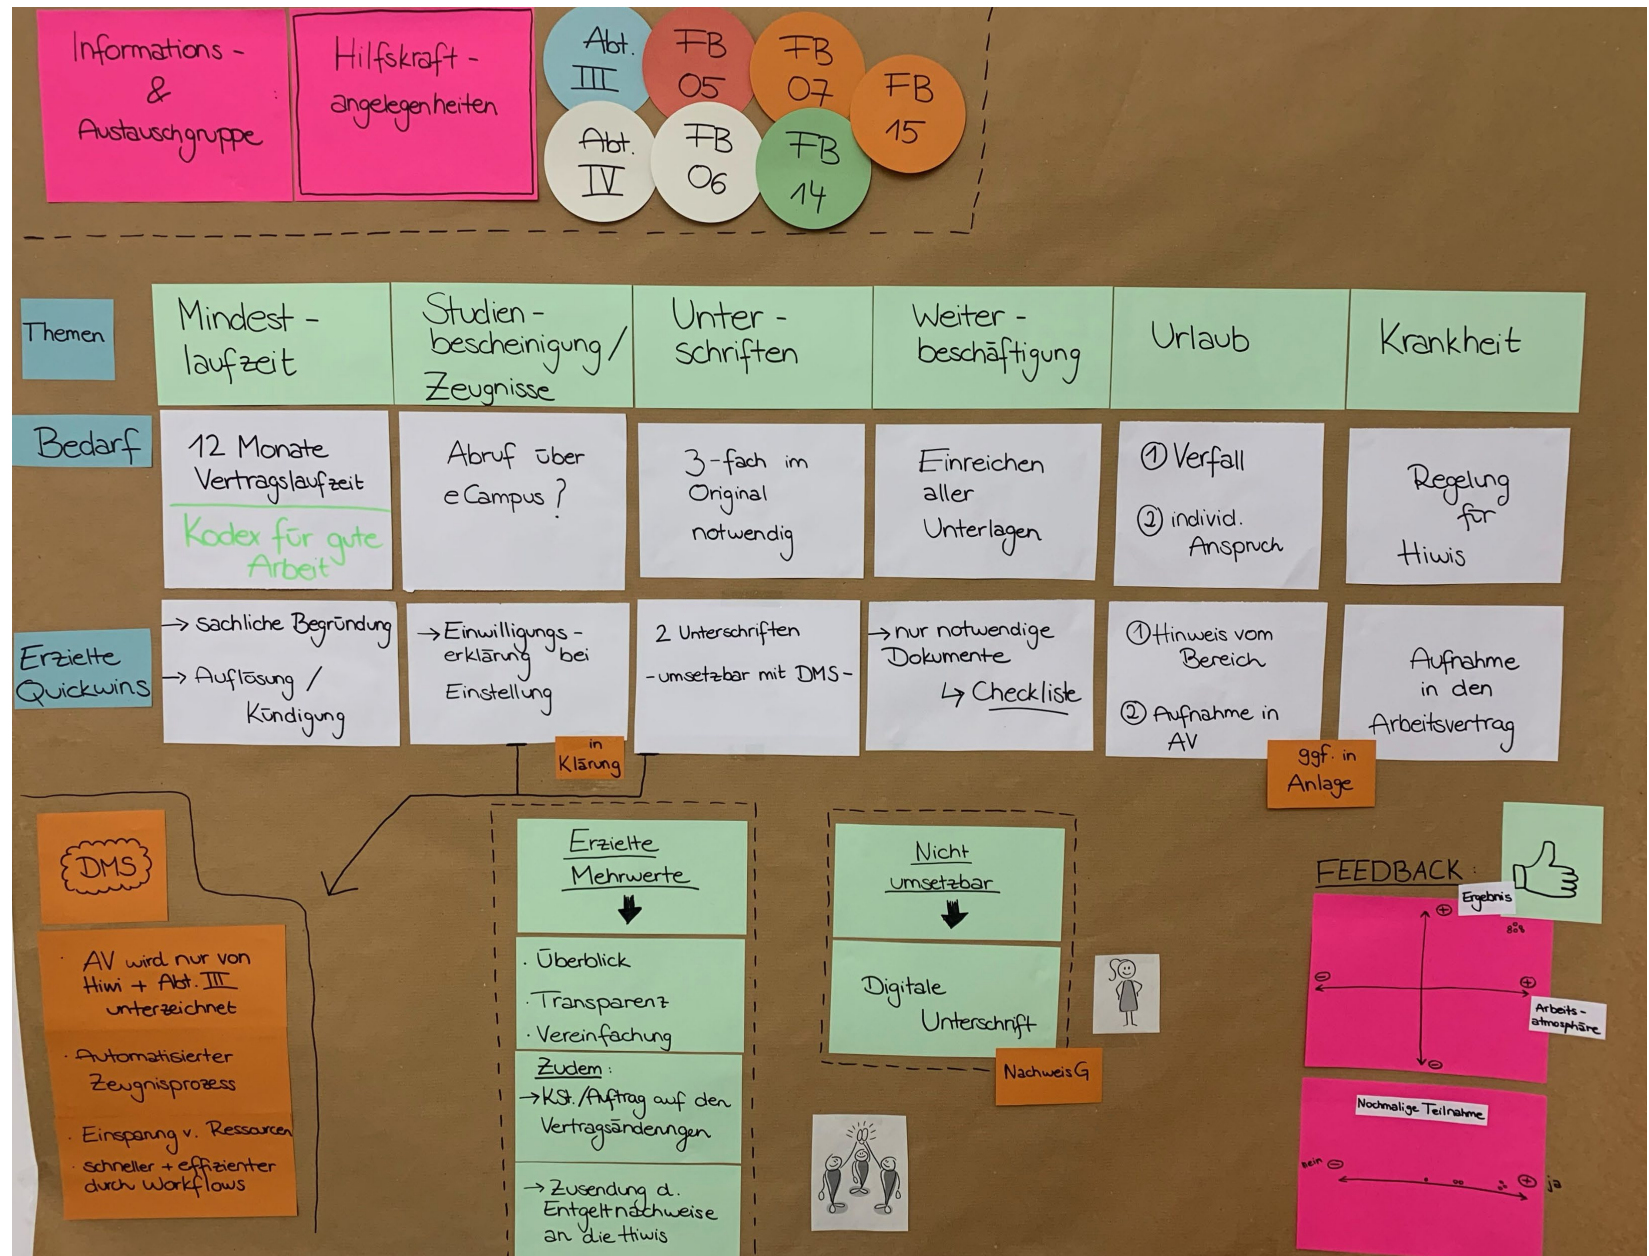 Informations-
&
Austauschgruppe
Hilfskraft-
angelegenheiten
Abt.
III
FB
05
FB
07
FB
15
Abt.
IV
FB
06
FB
14
Themen
Mindest-
laufzeit
Studien-
bescheinigung/
Zeugnisse
Unter-
schriften
Weiter-
beschäftigung
Urlaub
Krankheit
Bedarf
12 Monate
Vertragslaufzeit
Kodex für gute
Arbeit
Abruf über
eCampus?
3-fach im
Original
notwendig
Einreichen
aller
Unterlagen
① Verfall
② individ.
Anspruch
Regelung
für
Hiwis
Erzielte
Quickwins
→ sachliche Begründung
→ Auflösung /
Kündigung
→ Einwilligungs-
erklärung bei
Einstellung
2 Unterschriften
- umsetzbar mit DMS -
→ nur notwendige
Dokumente
↳ Checkliste
① Hinweis vom
Bereich
② Aufnahme in
AV
Aufnahme
in den
Arbeitsvertrag
in
Klärung
ggf. in
Anlage
DMS
· AV wird nur von
Hiwi + Abt. III
unterzeichnet
· Automatisierter
Zeugnisprozess
· Einsparung v. Ressourcen
· schneller + effizienter
durch Workflows
Erzielte
Mehrwerte
· Überblick
· Transparenz
· Vereinfachung
Zudem:
→ KSt./Auftrag auf den
Vertragsänderungen
→ Zusendung d.
Entgeltnachweise
an die Hiwis
Nicht
umsetzbar
Digitale
Unterschrift
NachweisG
FEEDBACK:
Ergebnis
Arbeits-
atmosphäre
Nochmalige Teilnahme
nein
ja